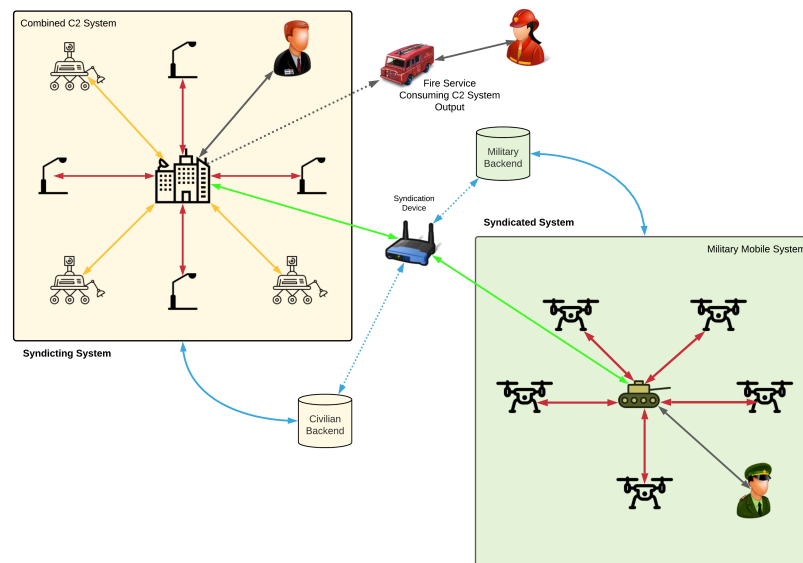 Combined C2 System
Fire Service
Consuming C2 System
Output
Military
Backend
Syndication
Device
Syndicated System
Military Mobile System
Syndicting System
Civilian
Backend